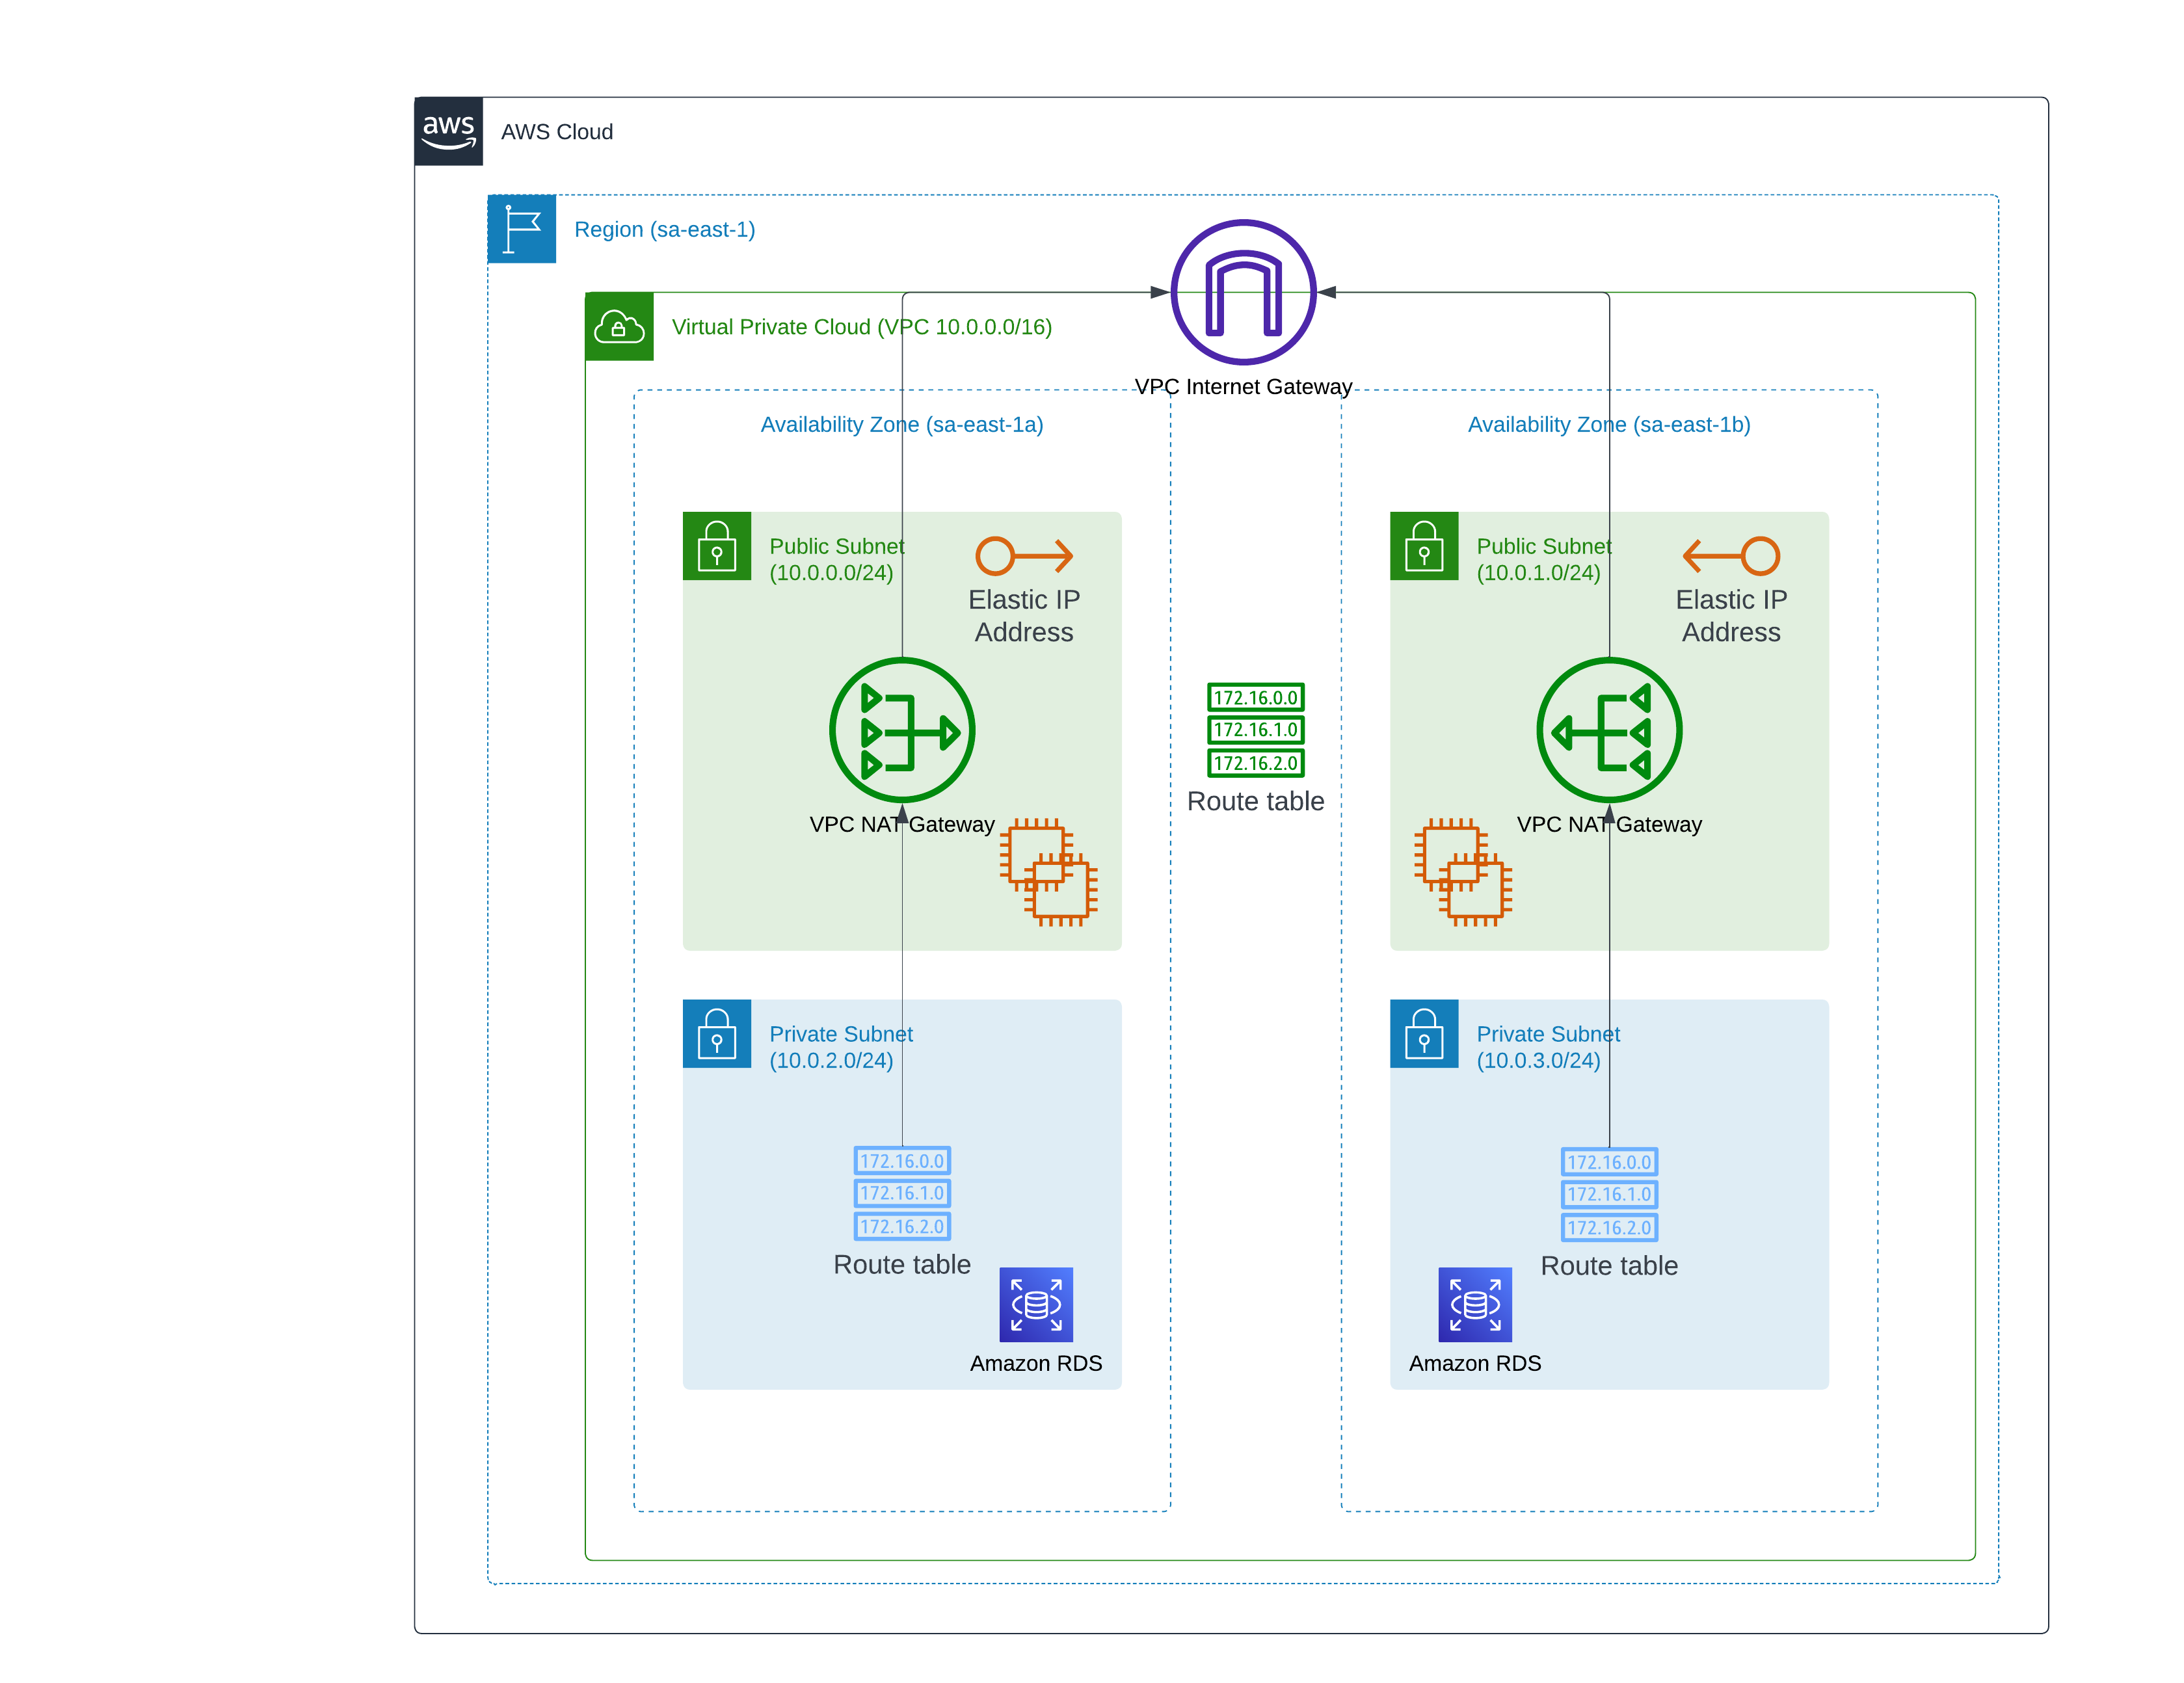 aws
AWS Cloud
Region (sa-east-1)
Virtual Private Cloud (VPC 10.0.0.0/16)
VPC Internet Gateway
Availability Zone (sa-east-1a)
Availability Zone (sa-east-1b)
Public Subnet
(10.0.0.0/24)
Elastic IP
Address
Public Subnet
(10.0.1.0/24)
Elastic IP
Address
VPC NAT Gateway
172.16.0.0
172.16.1.0
172.16.2.0
Route table
VPC NAT Gateway
Private Subnet
(10.0.2.0/24)
Private Subnet
(10.0.3.0/24)
172.16.0.0
172.16.1.0
172.16.2.0
Route table
Amazon RDS
172.16.0.0
172.16.1.0
172.16.2.0
Route table
Amazon RDS